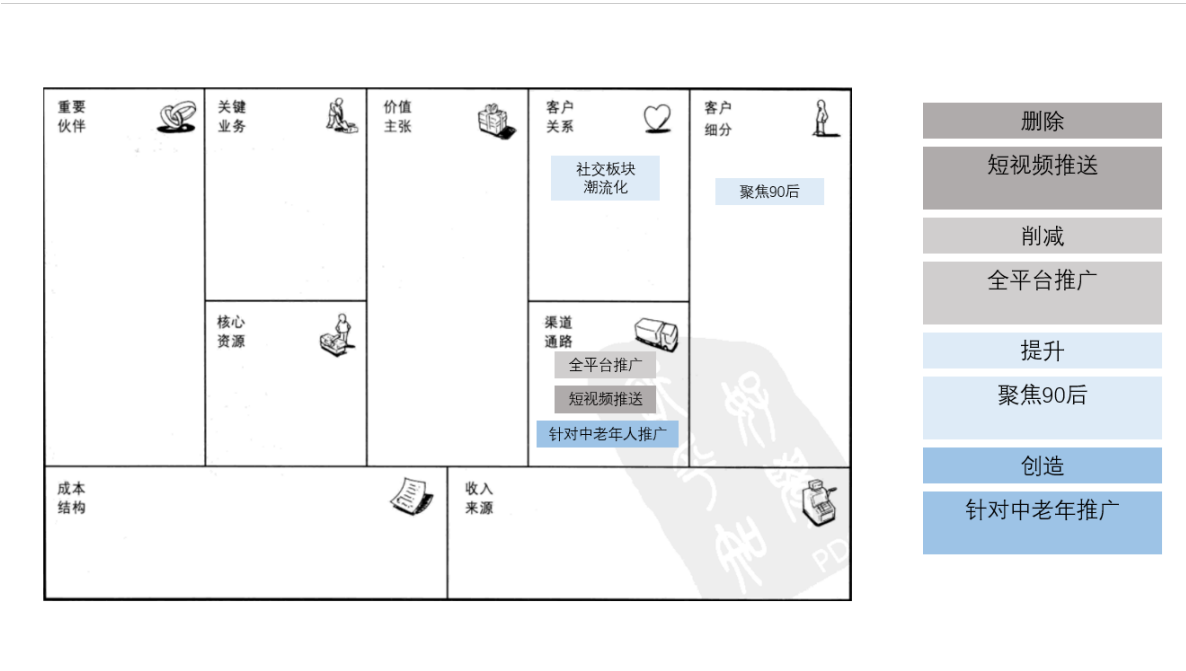 重要
伙伴
关键
业务
价值
主张
客户
关系
客户
细分
社交板块
潮流化
聚焦90后
核心
资源
渠道
通路
全平台推广
短视频推送
针对中老年人推广
成本
结构
收入
来源
PD
删除
短视频推送
削减
全平台推广
提升
聚焦90后
创造
针对中老年推广